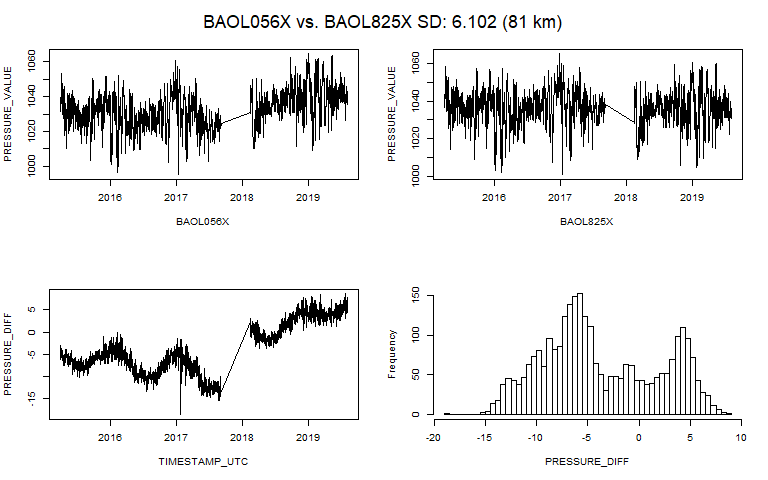 BAOL056X vs. BAOL825X SD: 6.102 (81 km)
PRESSURE_VALUE
1000 1020 1040 1060
2016 2017 2018 2019
BAOL056X
PRESSURE_VALUE
1000 1020 1040 1060
2016 2017 2018 2019
BAOL825X
PRESSURE_DIFF
-15 -5 0 5
2016 2017 2018 2019
TIMESTAMP_UTC
Frequency
0 50 100 150
-20 -15 -10 -5 0 5 10
PRESSURE_DIFF